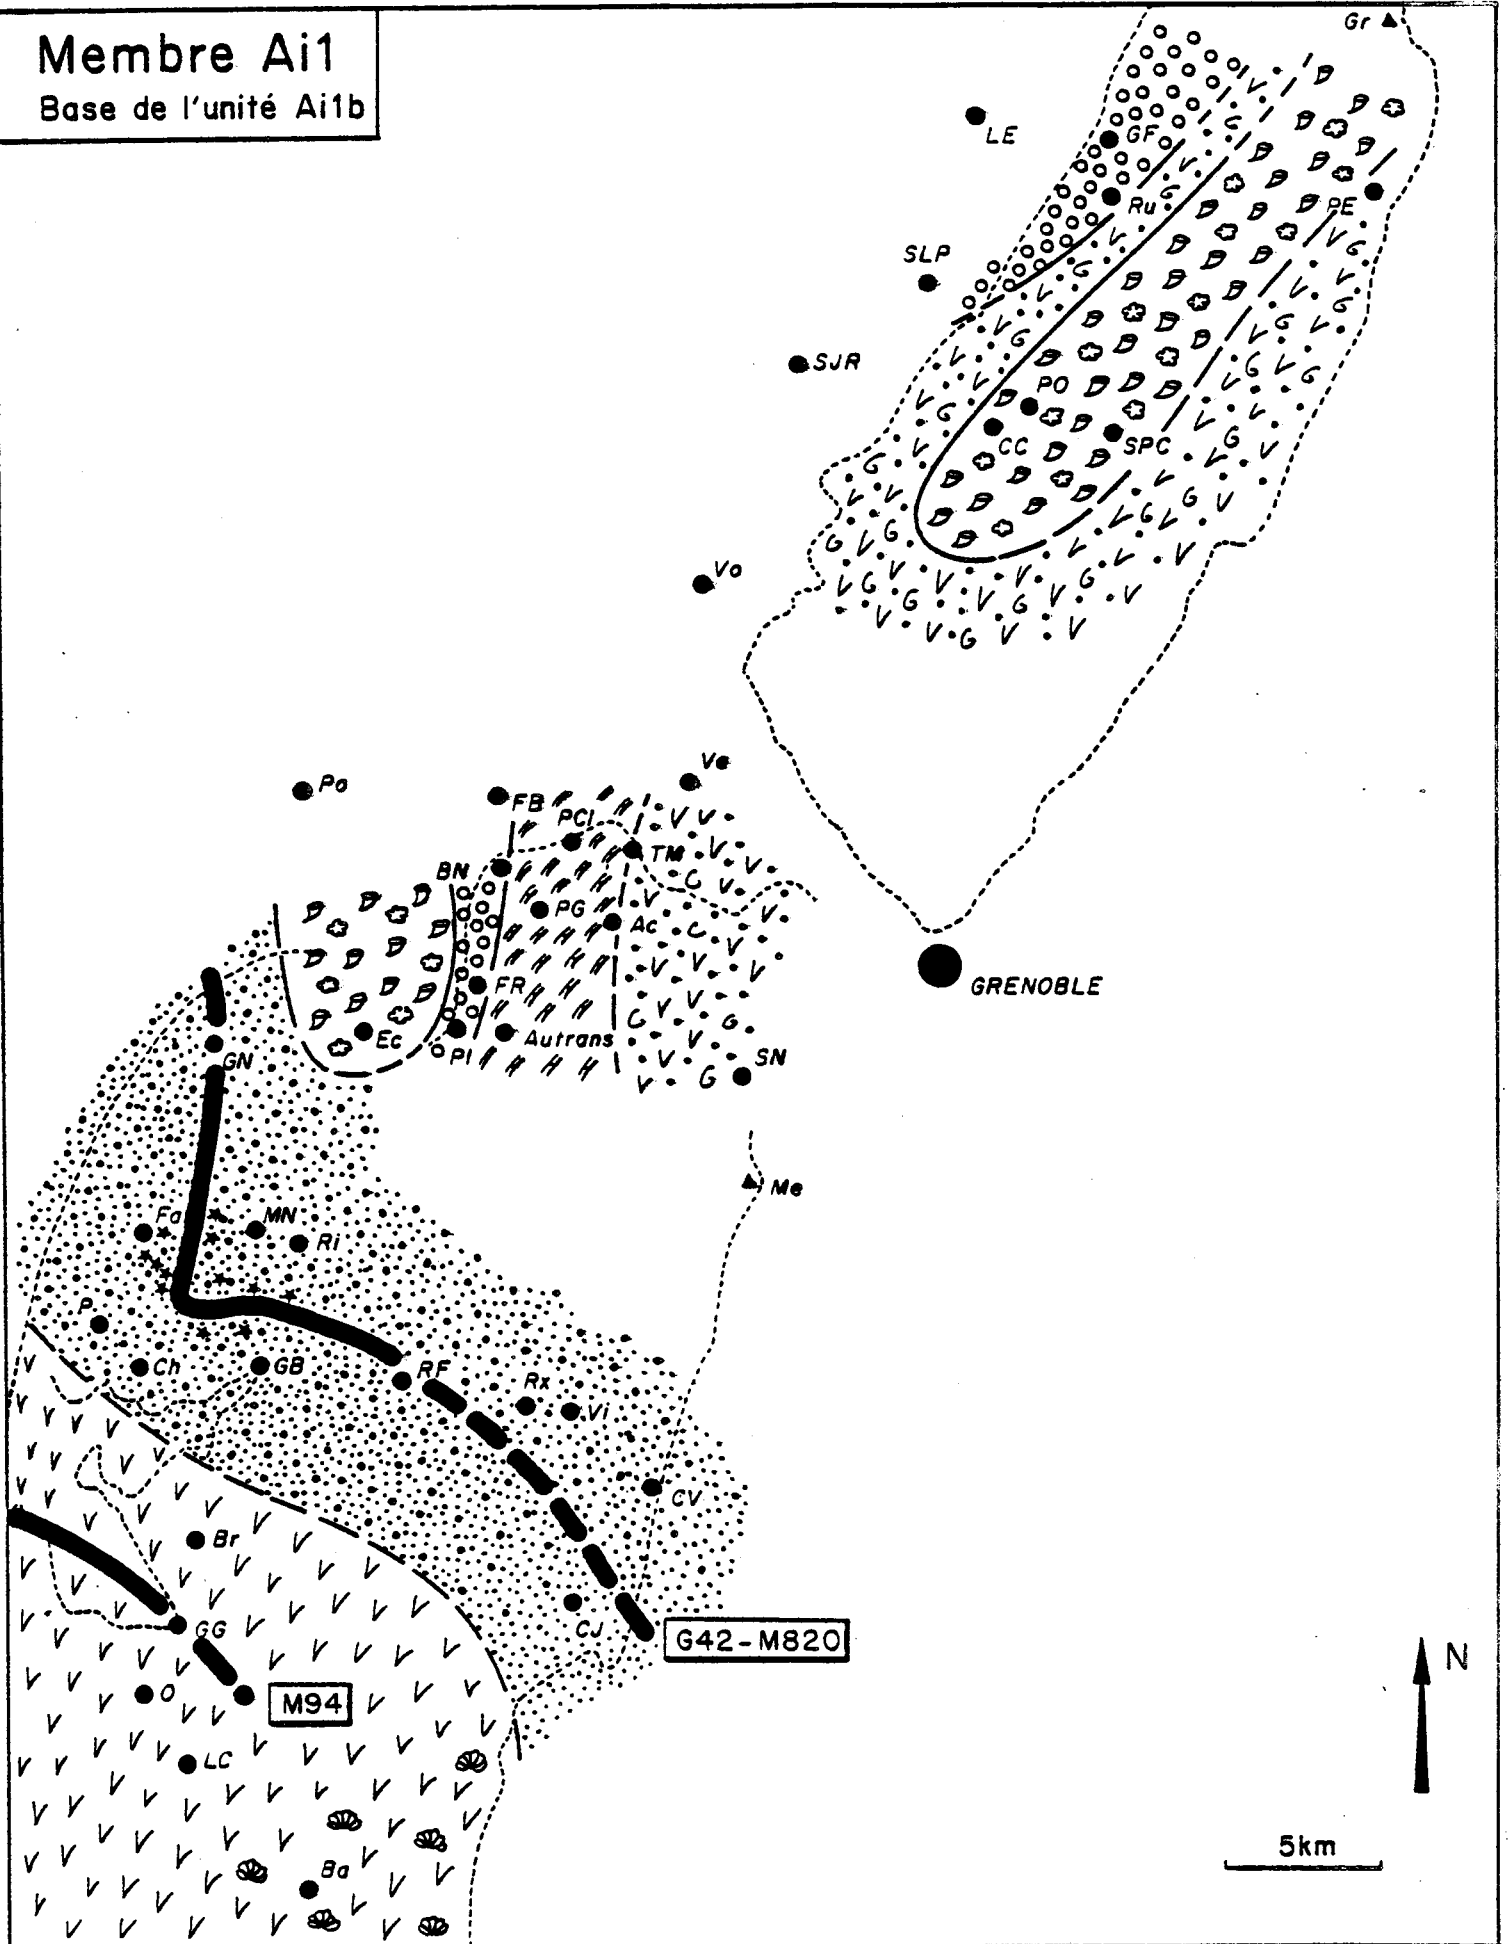 Membre Ai1
Base de l'unité Ai1b
Gr
LE
GF
Ru
PE
SLP
SJR
PO
CC
SPC
Vo
Ve
Po
FB
PCI
TM
BN
PG
Ac
FR
GRENOBLE
Ec
PI
Autrans
SN
GN
Me
Fa
MN
Ri
P
Ch
GB
RF
Rx
Vi
CV
Br
GG
CJ
G42-M820
N
O
M94
LC
5km
Ba